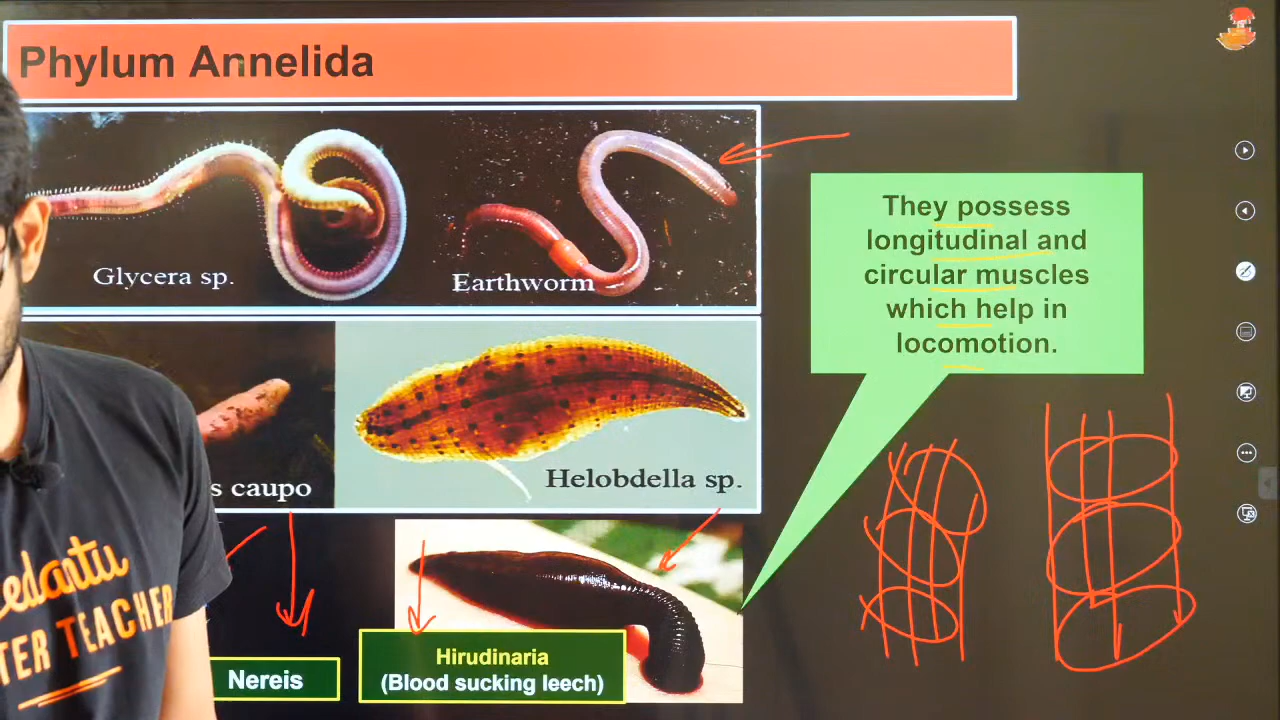 Phylum Annelida
Glycera sp.
Earthworm
They possess
longitudinal and
circular muscles
which help in
locomotion.
s caupo
Helobdella sp.
edantu
TER TEACHER
Nereis
Hirudinaria
(Blood sucking leech)